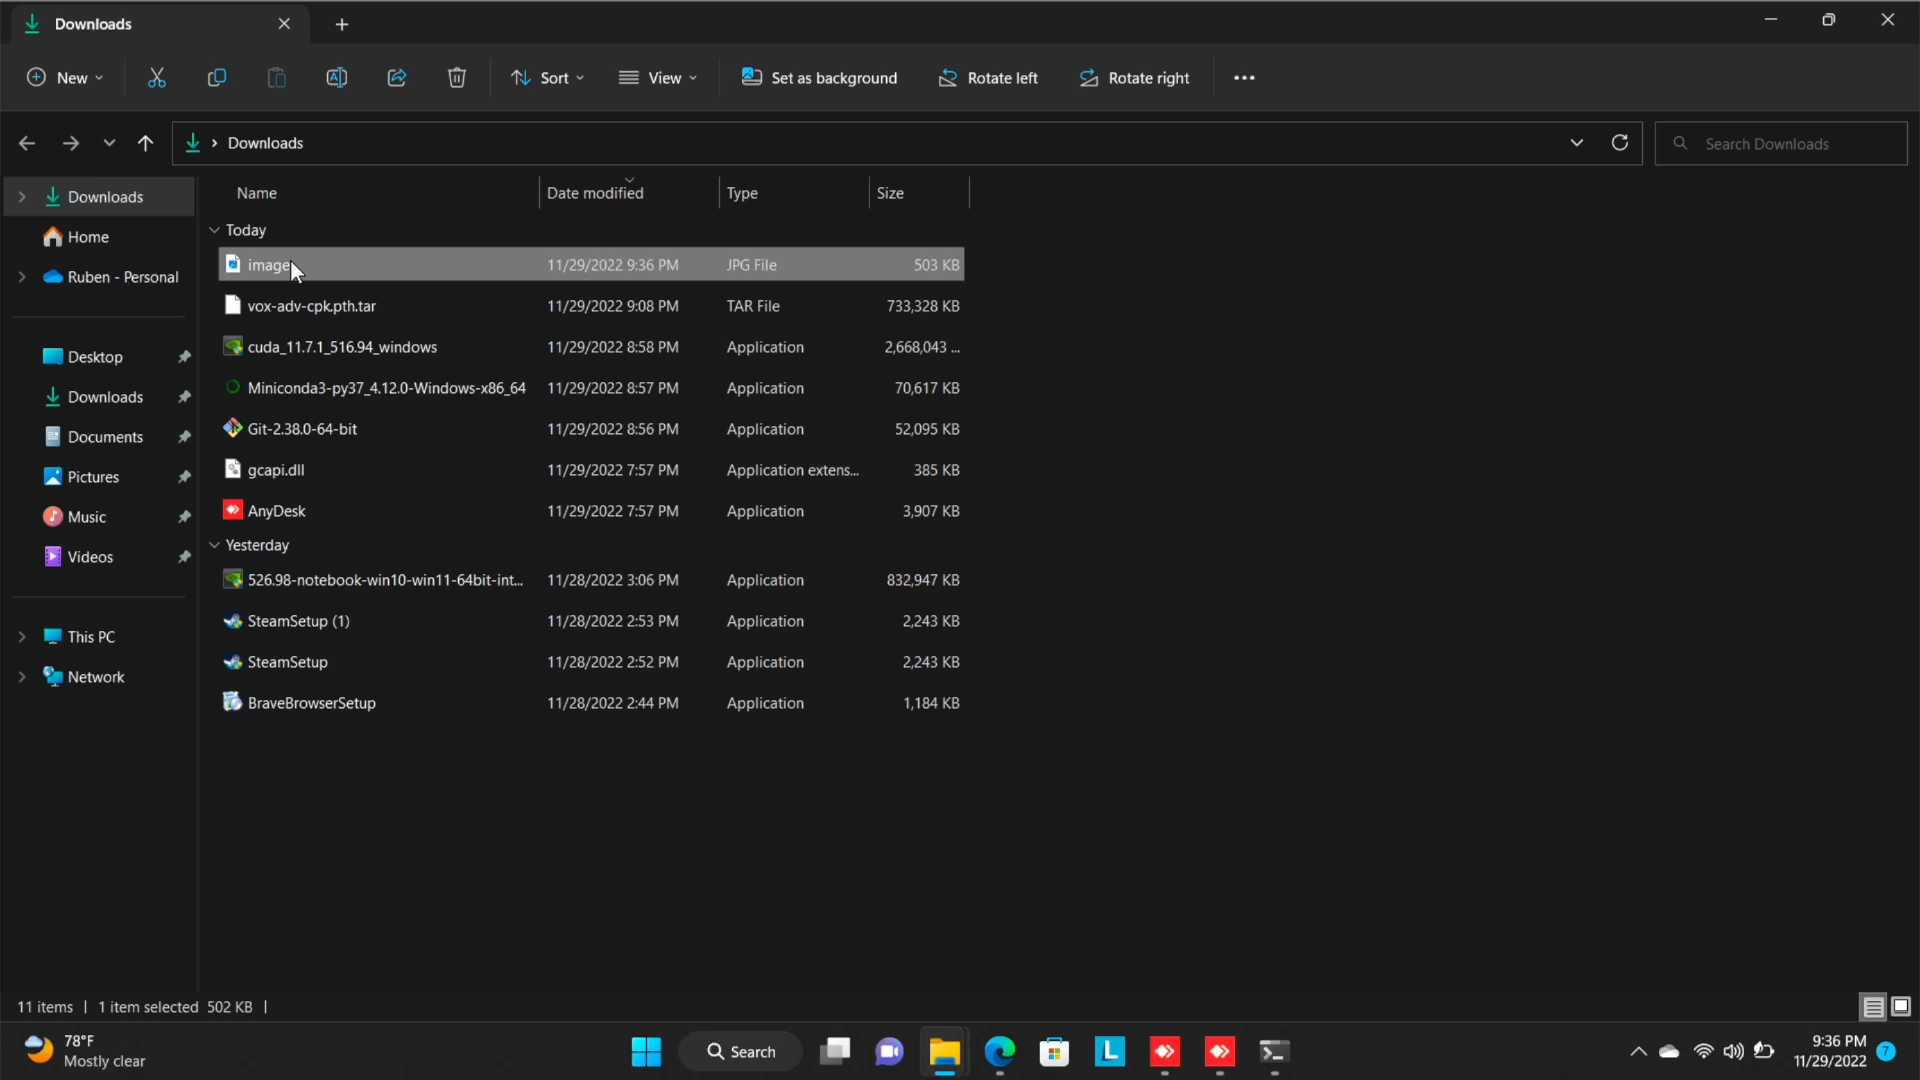 Downloads
New
Sort
View
Set as background
Rotate left
Rotate right
Downloads
Search Downloads
Downloads
Home
Ruben - Personal
Desktop
Downloads
Documents
Pictures
Music
Videos
This PC
Network
Name Date modified Type Size
Today
image 11/29/2022 9:36 PM JPG File 503 KB
vox-adv-cpk.pth.tar 11/29/2022 9:08 PM TAR File 733,328 KB
cuda_11.7.1_516.94_windows 11/29/2022 8:58 PM Application 2,668,043 ...
Miniconda3-py37_4.12.0-Windows-x86_64 11/29/2022 8:57 PM Application 70,617 KB
Git-2.38.0-64-bit 11/29/2022 8:56 PM Application 52,095 KB
gcapi.dll 11/29/2022 7:57 PM Application extens... 385 KB
AnyDesk 11/29/2022 7:57 PM Application 3,907 KB
Yesterday
526.98-notebook-win10-win11-64bit-int... 11/28/2022 3:06 PM Application 832,947 KB
SteamSetup (1) 11/28/2022 2:53 PM Application 2,243 KB
SteamSetup 11/28/2022 2:52 PM Application 2,243 KB
BraveBrowserSetup 11/28/2022 2:44 PM Application 1,184 KB
11 items | 1 item selected 502 KB |
78°F
Mostly clear
Search
L
9:36 PM
11/29/2022
7